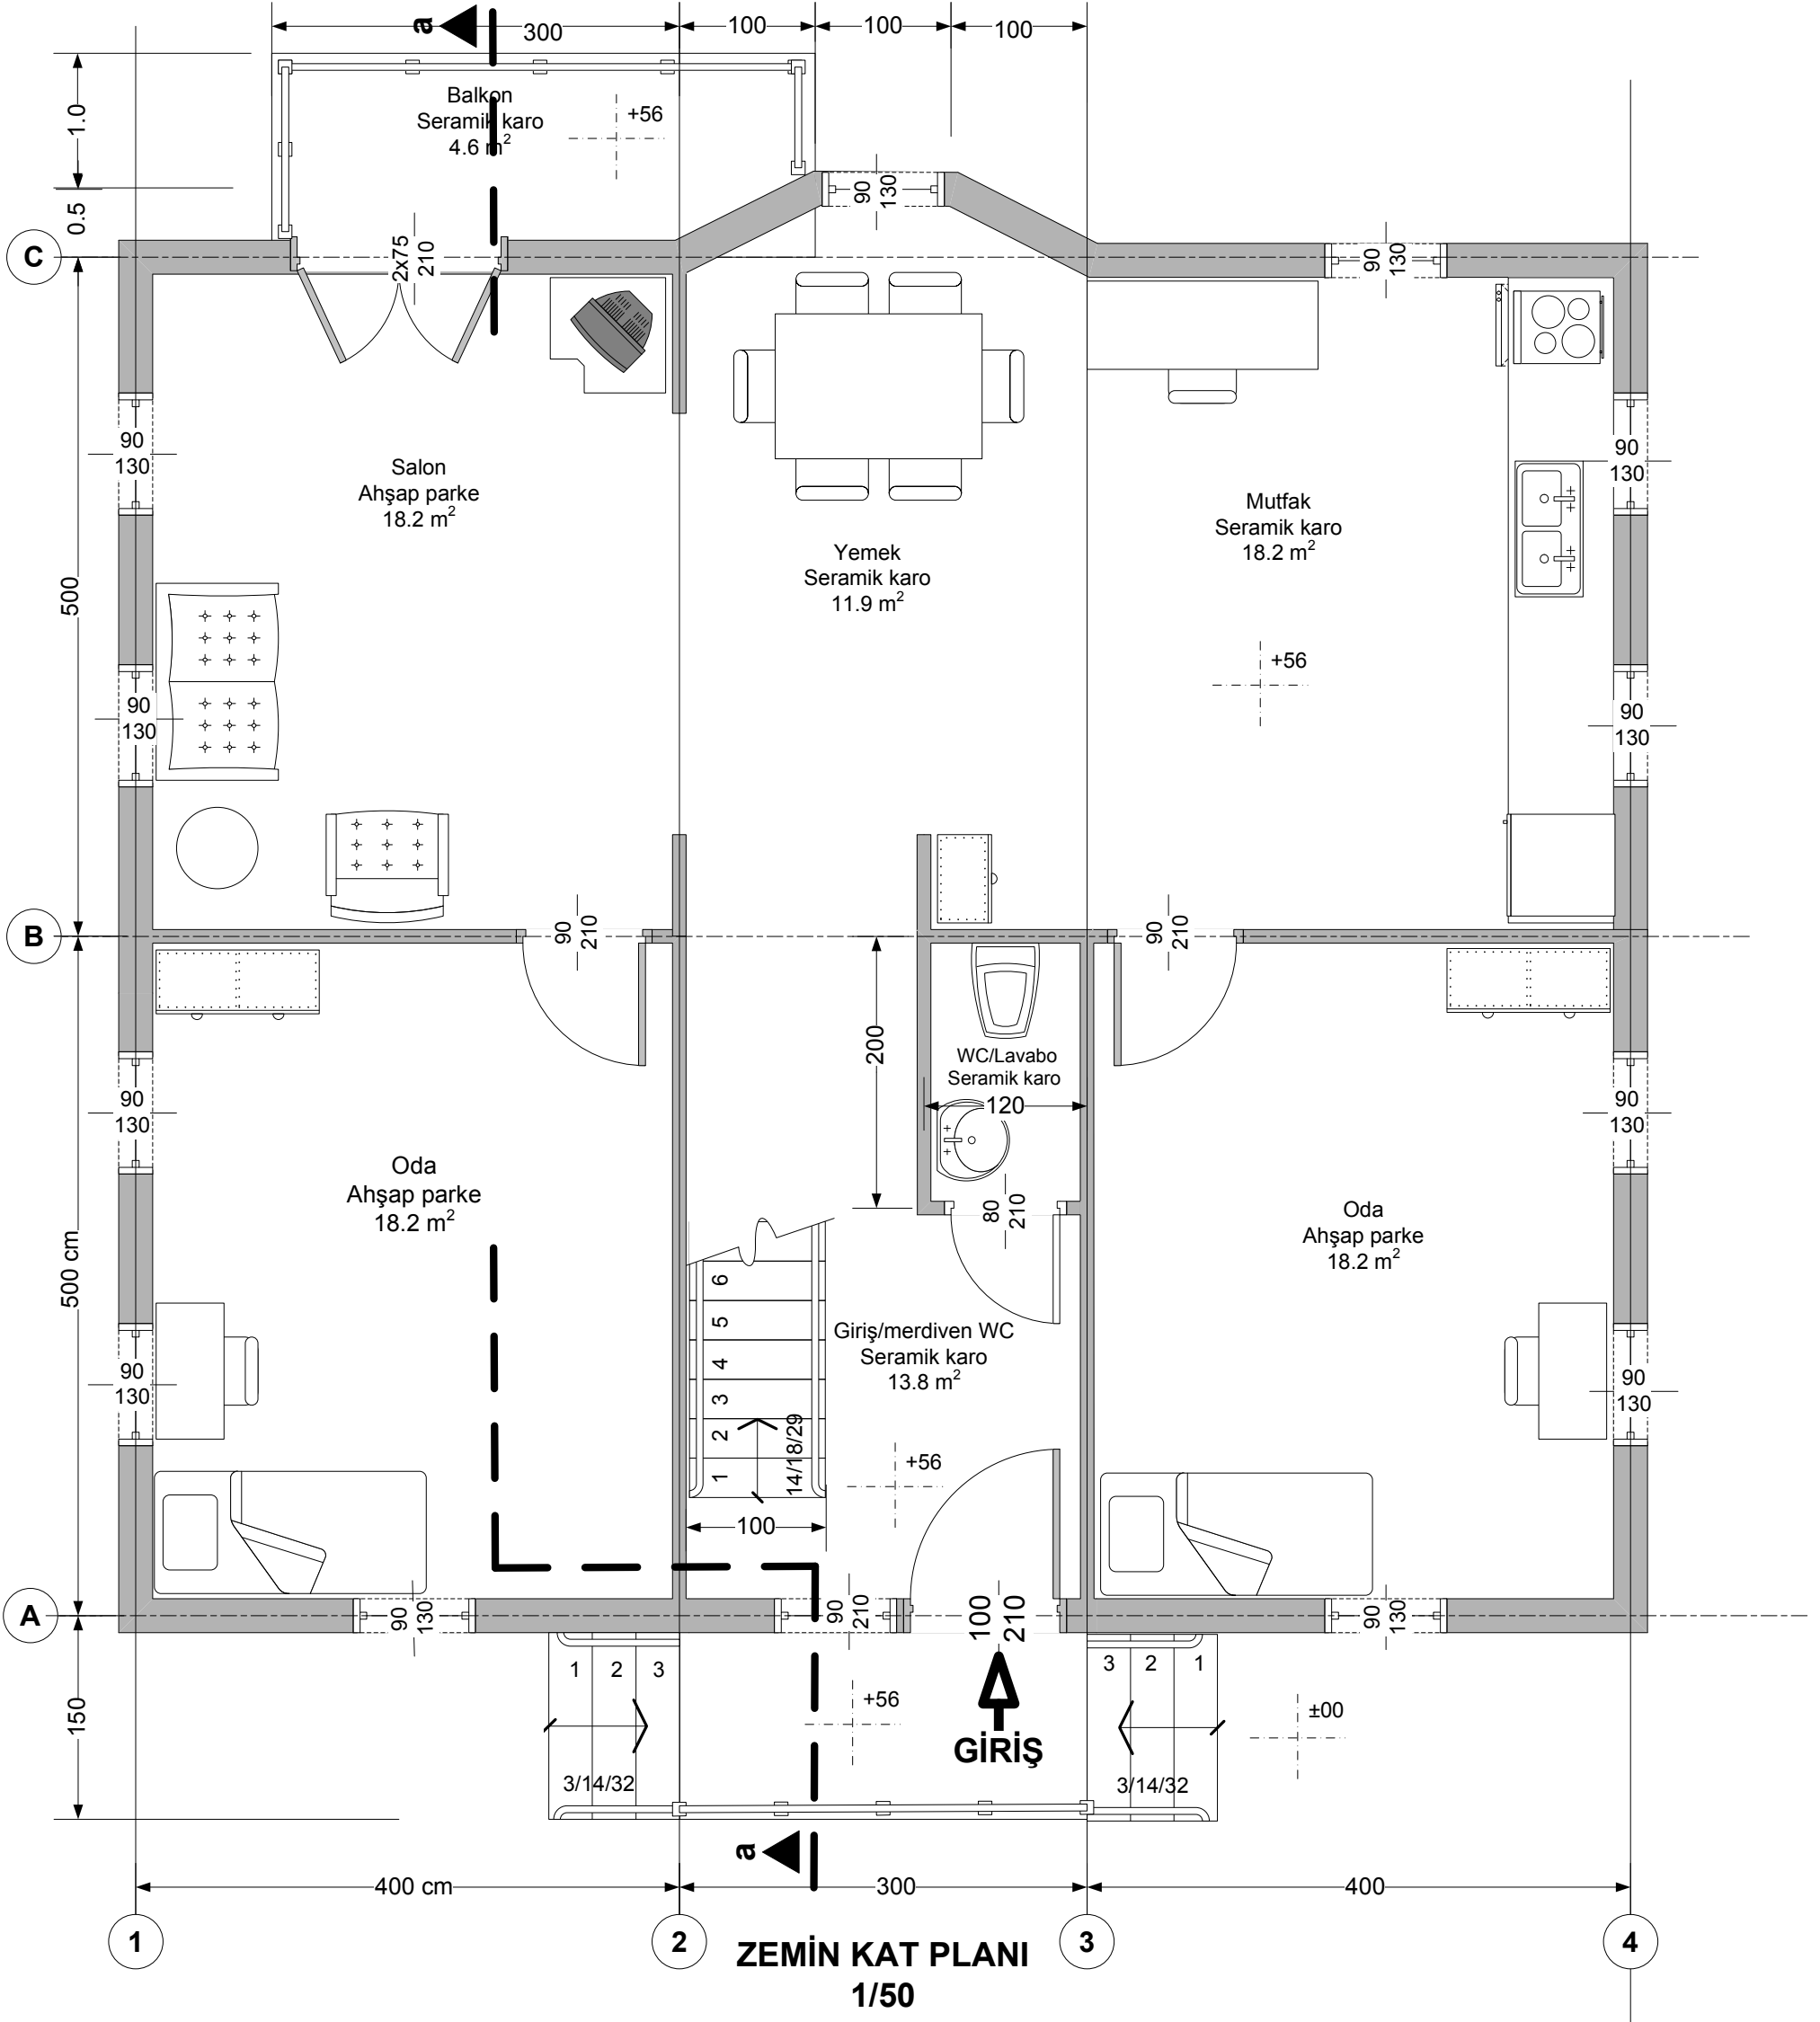 a
300
100
100
100
1.0
0.5
Balkon
Seramik karo
4.6 m²
+56
90
130
C
2x75
210
90
130
90
130
Salon
Ahşap parke
18.2 m²
Yemek
Seramik karo
11.9 m²
Mutfak
Seramik karo
18.2 m²
90
130
500
+56
90
130
90
130
B
90
210
90
210
200
WC/Lavabo
Seramik karo
120
90
130
90
130
80
210
Oda
Ahşap parke
18.2 m²
Oda
Ahşap parke
18.2 m²
500 cm
6
5
4
3
2
1
14/18/29
Giriş/merdiven WC
Seramik karo
13.8 m²
90
130
90
130
+56
100
A
90
130
90
210
100
210
90
130
1 2 3
3 2 1
150
+56
±00
GİRİŞ
3/14/32
3/14/32
a
400 cm
300
400
1
2
3
4
ZEMİN KAT PLANI
1/50